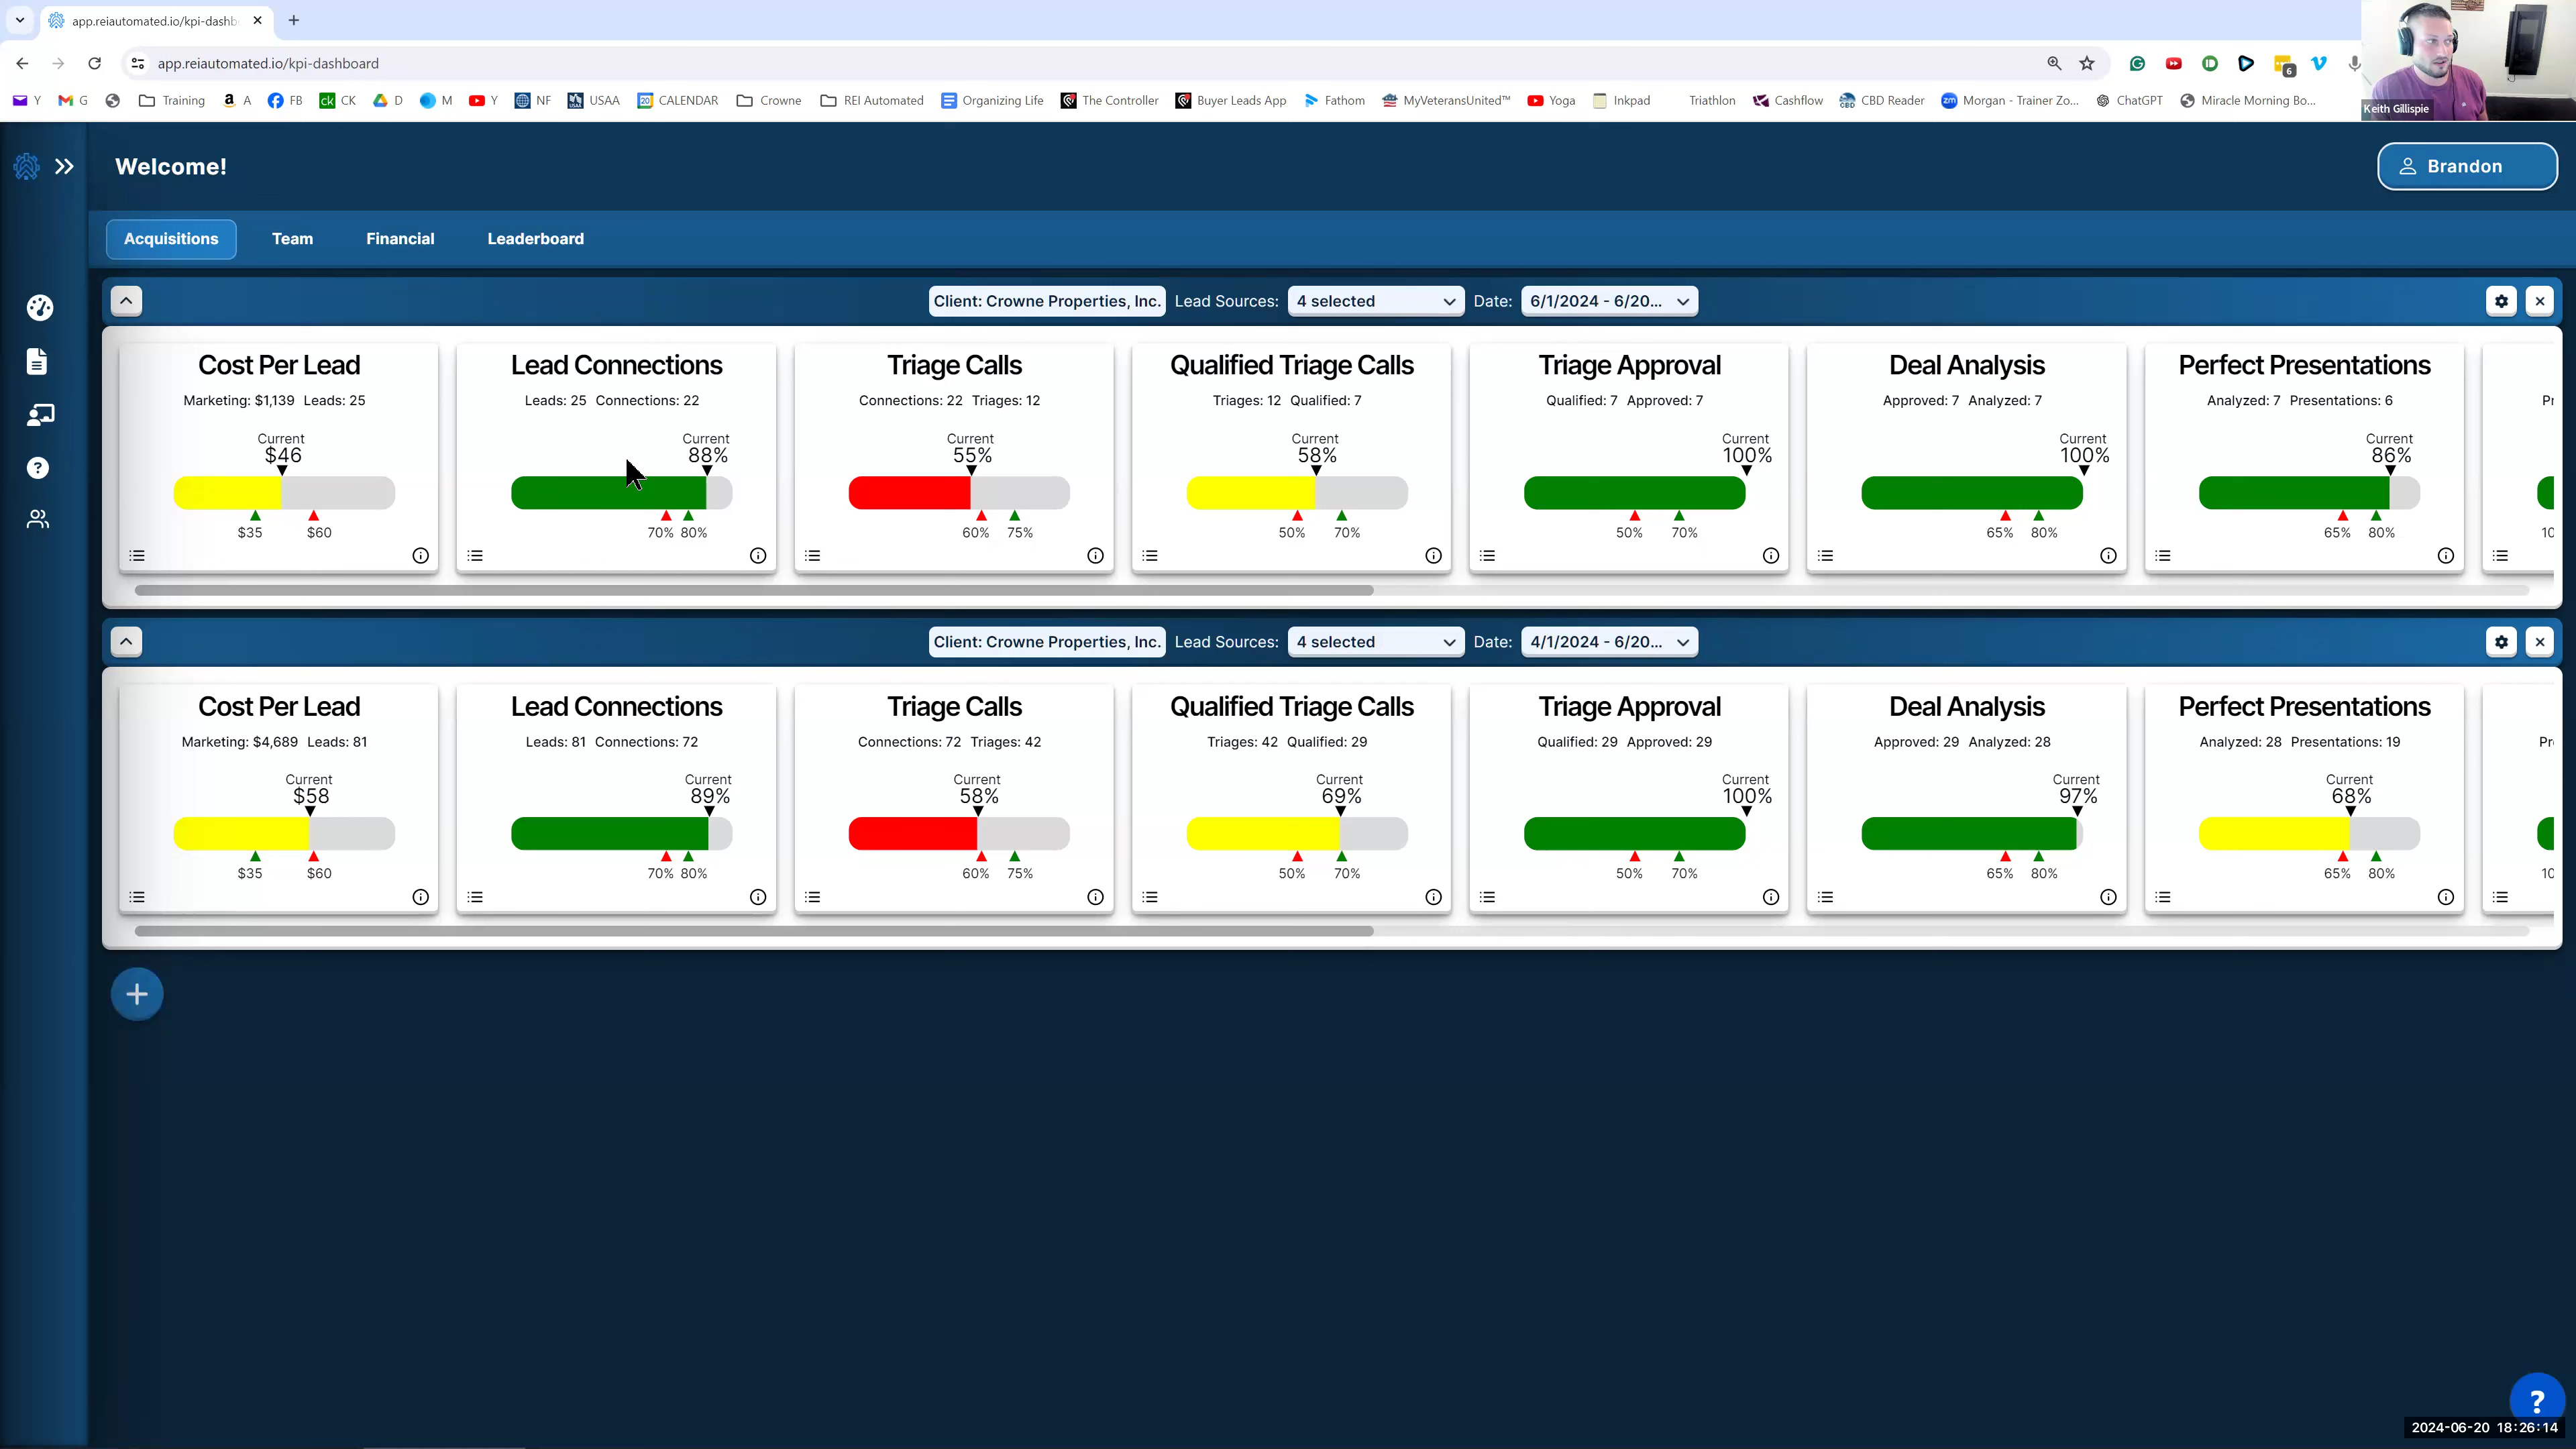 app.reiautomated.io/kpi-dashb
app.reiautomated.io/kpi-dashboard
6
Y G Training A FB CK D M Y NF USAA CALENDAR Crowne REI Automated Organizing Life The Controller Buyer Leads App Fathom MyVeteransUnited™ Yoga Inkpad Triathlon Cashflow CBD Reader Morgan - Trainer Zo... ChatGPT Miracle Morning Bo...
Keith Gillispie
Welcome!
Brandon
Acquisitions Team Financial Leaderboard
Client: Crowne Properties, Inc. Lead Sources: 4 selected Date: 6/1/2024 - 6/20...
Cost Per Lead Lead Connections Triage Calls Qualified Triage Calls Triage Approval Deal Analysis Perfect Presentations
Marketing: $1,139 Leads: 25 Leads: 25 Connections: 22 Connections: 22 Triages: 12 Triages: 12 Qualified: 7 Qualified: 7 Approved: 7 Approved: 7 Analyzed: 7 Analyzed: 7 Presentations: 6
Current Current Current Current Current Current Current
$46 88% 55% 58% 100% 100% 86%
$35 $60 70% 80% 60% 75% 50% 70% 50% 70% 65% 80% 65% 80% 10
Client: Crowne Properties, Inc. Lead Sources: 4 selected Date: 4/1/2024 - 6/20...
Cost Per Lead Lead Connections Triage Calls Qualified Triage Calls Triage Approval Deal Analysis Perfect Presentations
Marketing: $4,689 Leads: 81 Leads: 81 Connections: 72 Connections: 72 Triages: 42 Triages: 42 Qualified: 29 Qualified: 29 Approved: 29 Approved: 29 Analyzed: 28 Analyzed: 28 Presentations: 19
Current Current Current Current Current Current Current
$58 89% 58% 69% 100% 97% 68%
$35 $60 70% 80% 60% 75% 50% 70% 50% 70% 65% 80% 65% 80% 10
?
2024-06-20 18:26:14